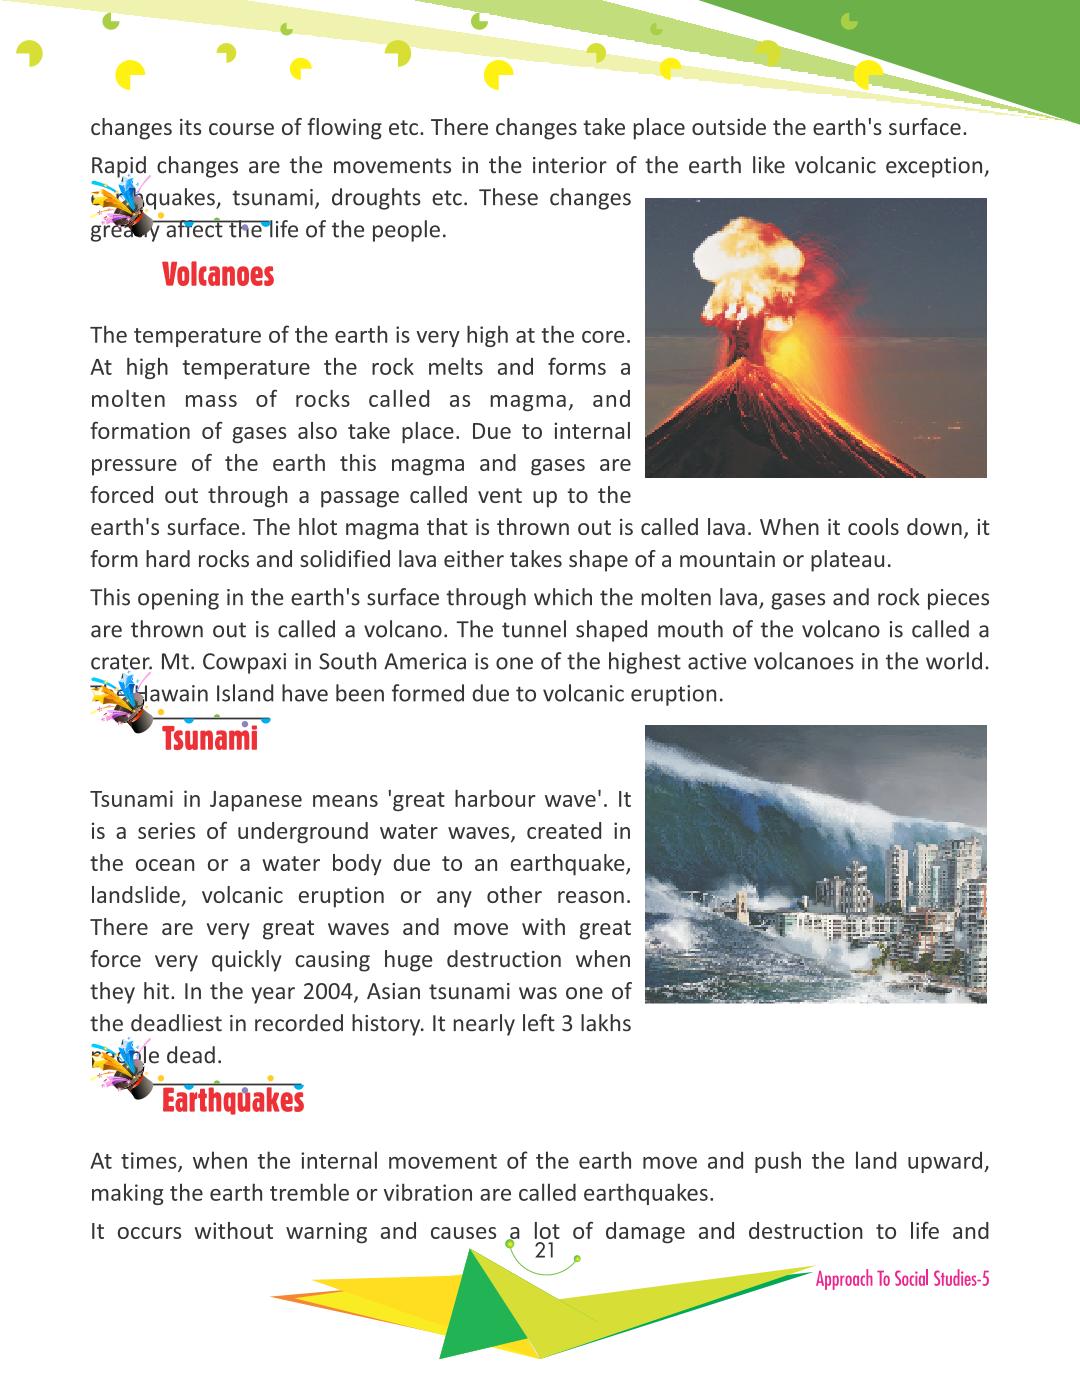 changes its course of flowing etc. There changes take place outside the earth's surface.
Rapid changes are the movements in the interior of the earth like volcanic exception,
earthquakes, tsunami, droughts etc. These changes
greatly affect the life of the people.
Volcanoes
The temperature of the earth is very high at the core.
At high temperature the rock melts and forms a
molten mass of rocks called as magma, and
formation of gases also take place. Due to internal
pressure of the earth this magma and gases are
forced out through a passage called vent up to the
earth's surface. The hlot magma that is thrown out is called lava. When it cools down, it
form hard rocks and solidified lava either takes shape of a mountain or plateau.
This opening in the earth's surface through which the molten lava, gases and rock pieces
are thrown out is called a volcano. The tunnel shaped mouth of the volcano is called a
crater. Mt. Cowpaxi in South America is one of the highest active volcanoes in the world.
The Hawain Island have been formed due to volcanic eruption.
Tsunami
Tsunami in Japanese means 'great harbour wave'. It
is a series of underground water waves, created in
the ocean or a water body due to an earthquake,
landslide, volcanic eruption or any other reason.
There are very great waves and move with great
force very quickly causing huge destruction when
they hit. In the year 2004, Asian tsunami was one of
the deadliest in recorded history. It nearly left 3 lakhs
people dead.
Earthquakes
At times, when the internal movement of the earth move and push the land upward,
making the earth tremble or vibration are called earthquakes.
It occurs without warning and causes a lot of damage and destruction to life and
21
Approach To Social Studies-5